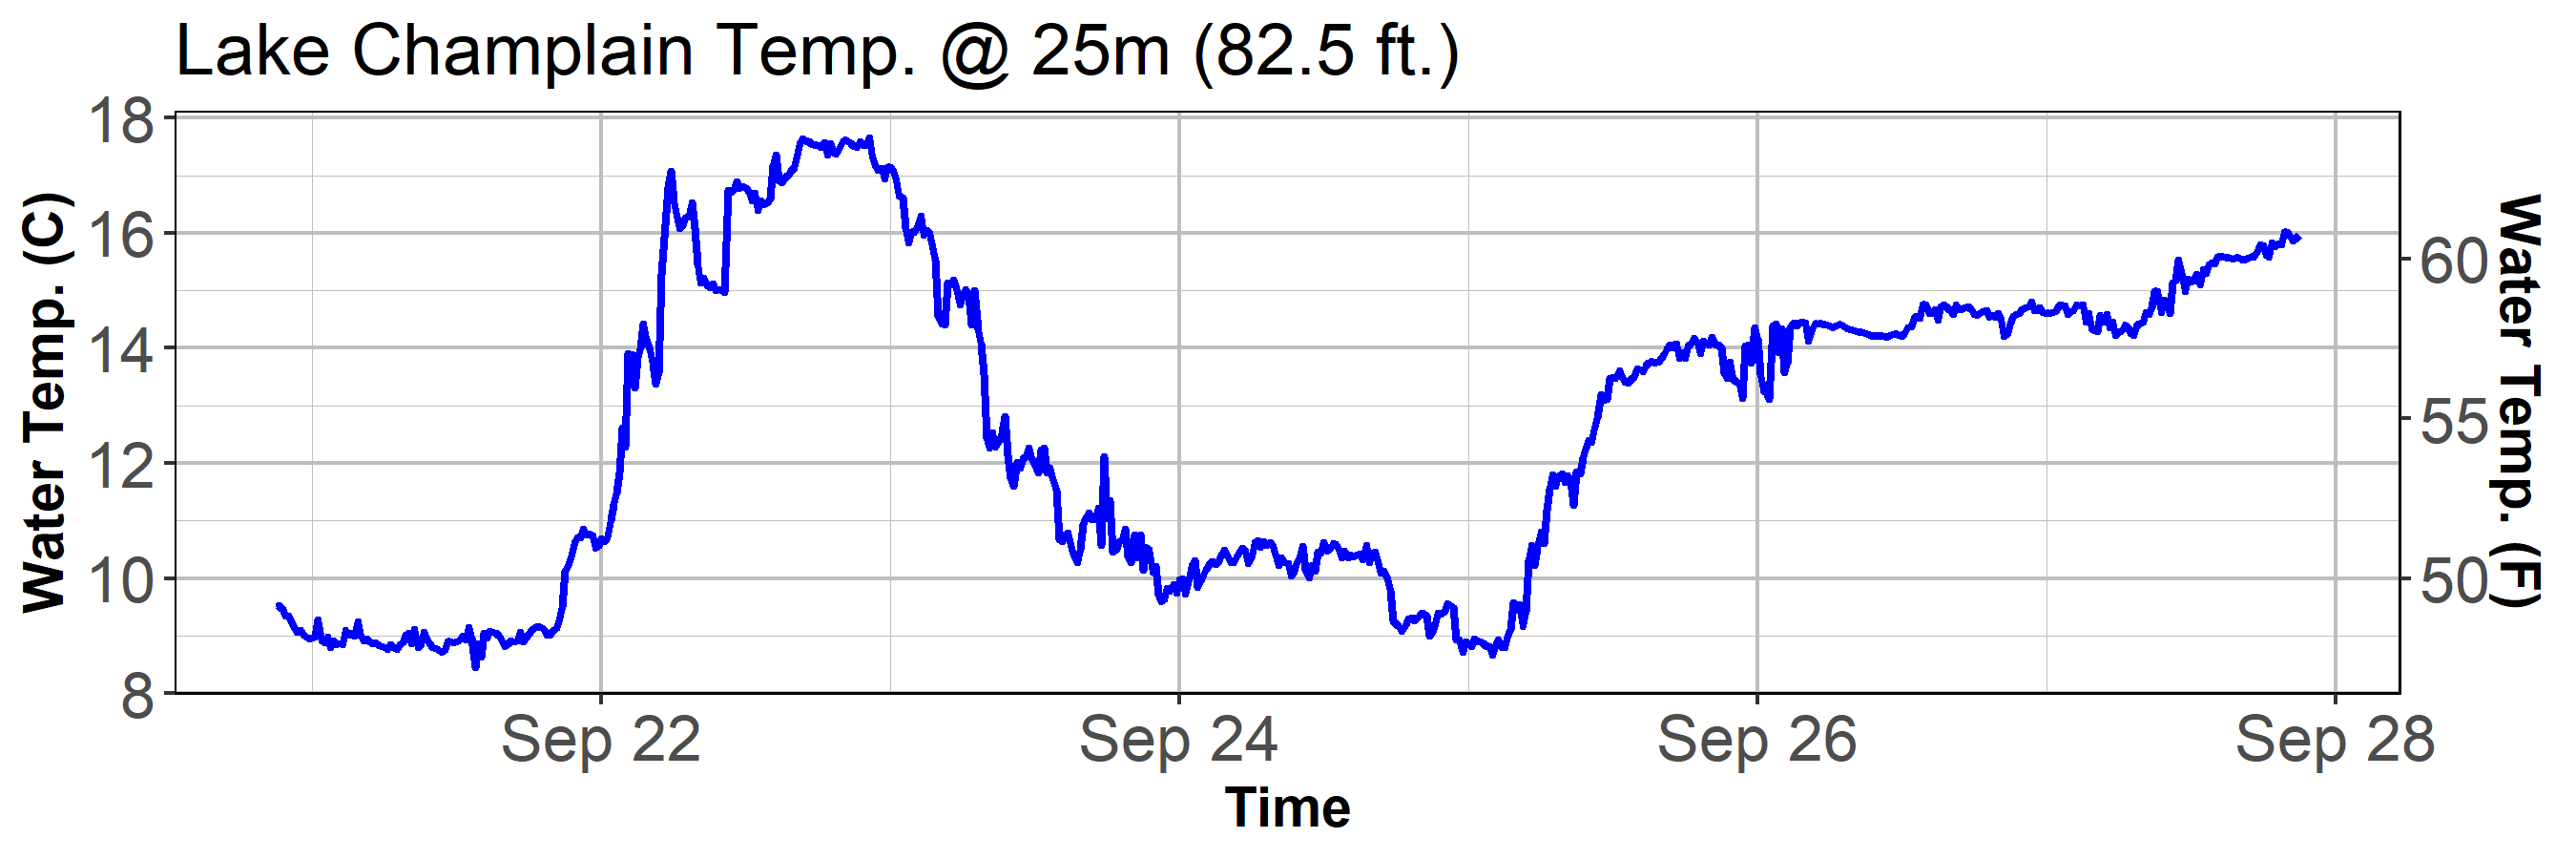 Lake Champlain Temp. @ 25m (82.5 ft.)
18
16
14
12
10
8
Water Temp. (C)
60
55
50
Water Temp. (F)
Sep 22
Sep 24
Sep 26
Sep 28
Time